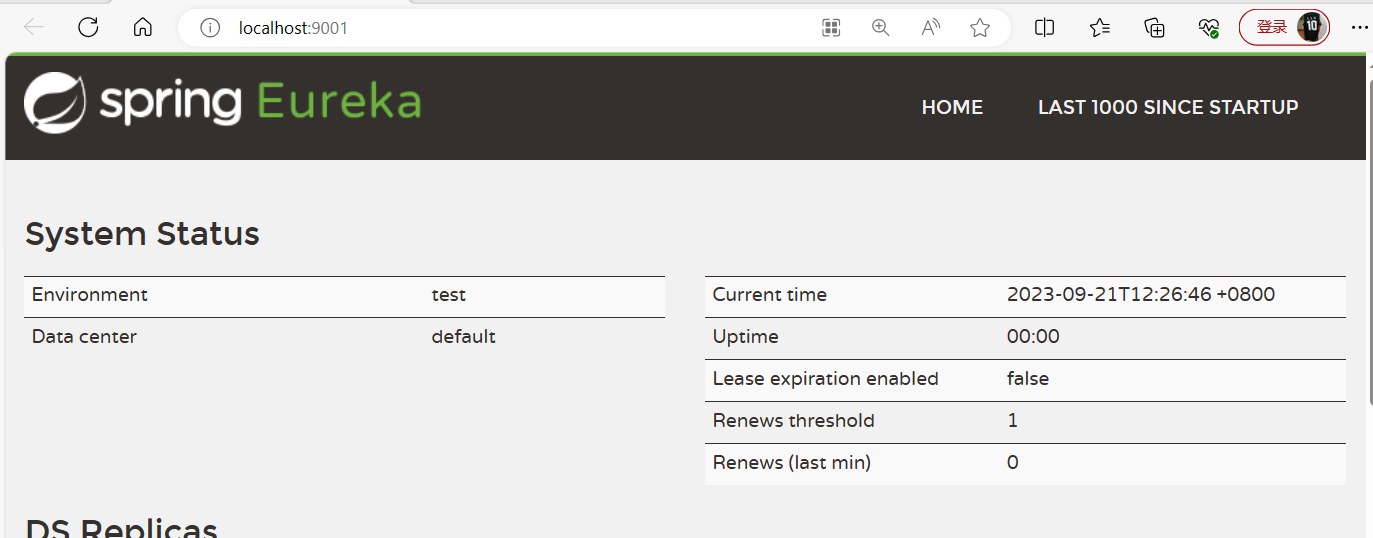 localhost:9001
登录
10
spring Eureka
HOME
LAST 1000 SINCE STARTUP
System Status
Environment test
Data center default
Current time 2023-09-21T12:26:46 +0800
Uptime 00:00
Lease expiration enabled false
Renews threshold 1
Renews (last min) 0
DS Replicas